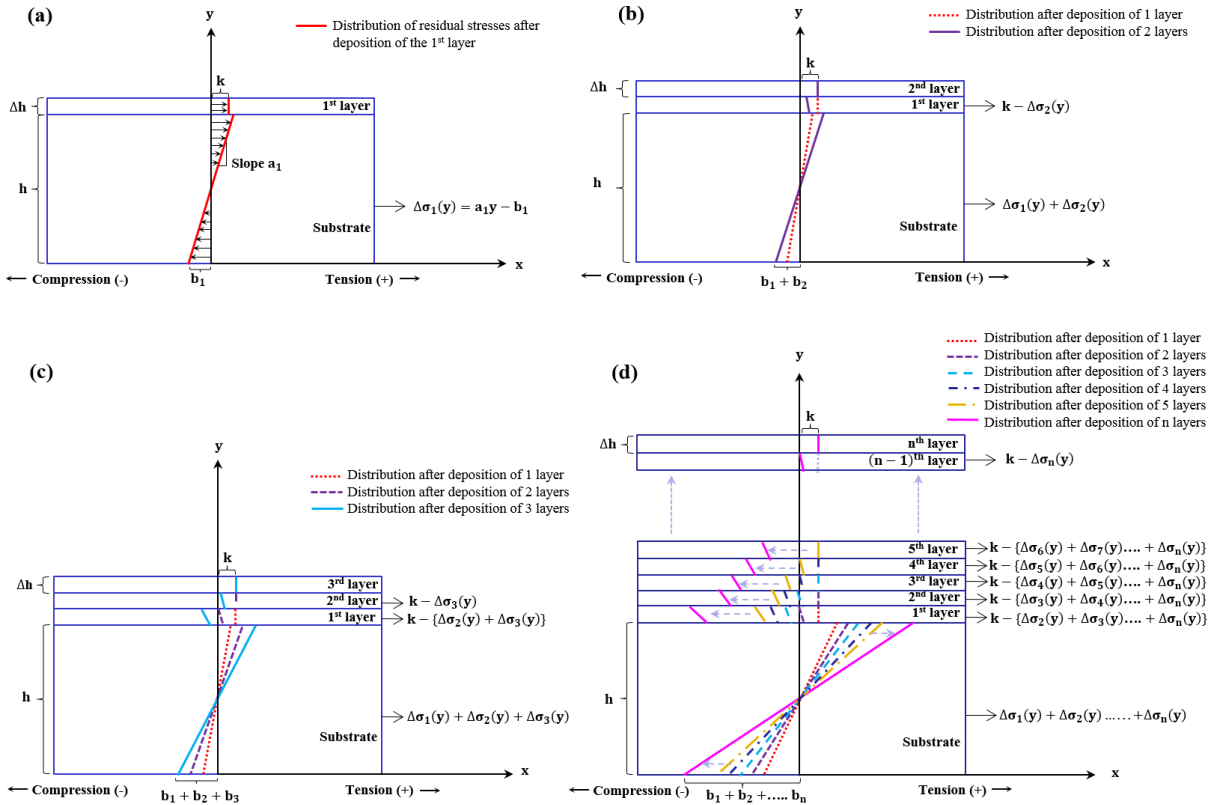 (a)
y
Distribution of residual stresses after
deposition of the 1st layer
k
Δh
1st layer
h
Slope a₁
Δσ₁(y) = a₁y − b₁
Substrate
x
← Compression (-)
b₁
Tension (+) →
(b)
y
Distribution after deposition of 1 layer
Distribution after deposition of 2 layers
k
Δh
2nd layer
1st layer
k − Δσ₂(y)
h
Δσ₁(y) + Δσ₂(y)
Substrate
x
← Compression (-)
b₁ + b₂
Tension (+) →
(c)
y
Distribution after deposition of 1 layer
Distribution after deposition of 2 layers
Distribution after deposition of 3 layers
k
Δh
3rd layer
2nd layer
k − Δσ₃(y)
1st layer
k − {Δσ₂(y) + Δσ₃(y)}
h
Δσ₁(y) + Δσ₂(y) + Δσ₃(y)
Substrate
x
← Compression (-)
b₁ + b₂ + b₃
Tension (+) →
(d)
y
Distribution after deposition of 1 layer
Distribution after deposition of 2 layers
Distribution after deposition of 3 layers
Distribution after deposition of 4 layers
Distribution after deposition of 5 layers
Distribution after deposition of n layers
k
Δh
nth layer
(n − 1)th layer
k − Δσₙ(y)
5th layer
k − {Δσ₆(y) + Δσ₇(y).... + Δσₙ(y)}
4th layer
k − {Δσ₅(y) + Δσ₆(y).... + Δσₙ(y)}
3rd layer
k − {Δσ₄(y) + Δσ₅(y).... + Δσₙ(y)}
2nd layer
k − {Δσ₃(y) + Δσ₄(y).... + Δσₙ(y)}
1st layer
k − {Δσ₂(y) + Δσ₃(y).... + Δσₙ(y)}
h
Δσ₁(y) + Δσ₂(y) ...... +Δσₙ(y)
Substrate
x
← Compression (-)
b₁ + b₂ + ..... bₙ
Tension (+) →